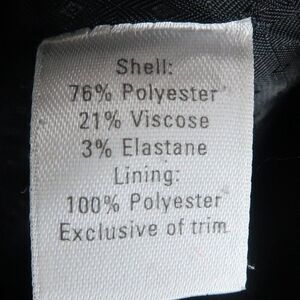 Shell:
76% Polyester
21% Viscose
3% Elastane
Lining:
100% Polyester
Exclusive of trim